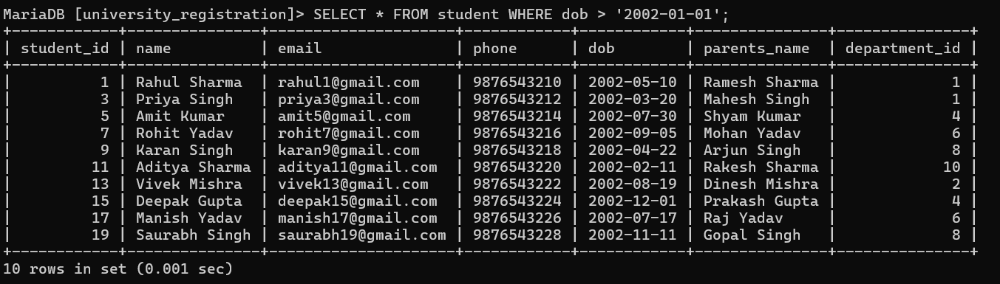 MariaDB [university_registration]> SELECT * FROM student WHERE dob > '2002-01-01';
+------------+---------------+---------------------+------------+------------+---------------+---------------+
| student_id | name          | email               | phone      | dob        | parents_name  | department_id |
+------------+---------------+---------------------+------------+------------+---------------+---------------+
|          1 | Rahul Sharma  | rahul1@gmail.com    | 9876543210 | 2002-05-10 | Ramesh Sharma |             1 |
|          3 | Priya Singh   | priya3@gmail.com    | 9876543212 | 2002-03-20 | Mahesh Singh  |             1 |
|          5 | Amit Kumar    | amit5@gmail.com     | 9876543214 | 2002-07-30 | Shyam Kumar   |             4 |
|          7 | Rohit Yadav   | rohit7@gmail.com    | 9876543216 | 2002-09-05 | Mohan Yadav   |             6 |
|          9 | Karan Singh   | karan9@gmail.com    | 9876543218 | 2002-04-22 | Arjun Singh   |             8 |
|         11 | Aditya Sharma | aditya11@gmail.com  | 9876543220 | 2002-02-11 | Rakesh Sharma |            10 |
|         13 | Vivek Mishra  | vivek13@gmail.com   | 9876543222 | 2002-08-19 | Dinesh Mishra |             2 |
|         15 | Deepak Gupta  | deepak15@gmail.com  | 9876543224 | 2002-12-01 | Prakash Gupta |             4 |
|         17 | Manish Yadav  | manish17@gmail.com  | 9876543226 | 2002-07-17 | Raj Yadav     |             6 |
|         19 | Saurabh Singh | saurabh19@gmail.com | 9876543228 | 2002-11-11 | Gopal Singh   |             8 |
+------------+---------------+---------------------+------------+------------+---------------+---------------+
10 rows in set (0.001 sec)